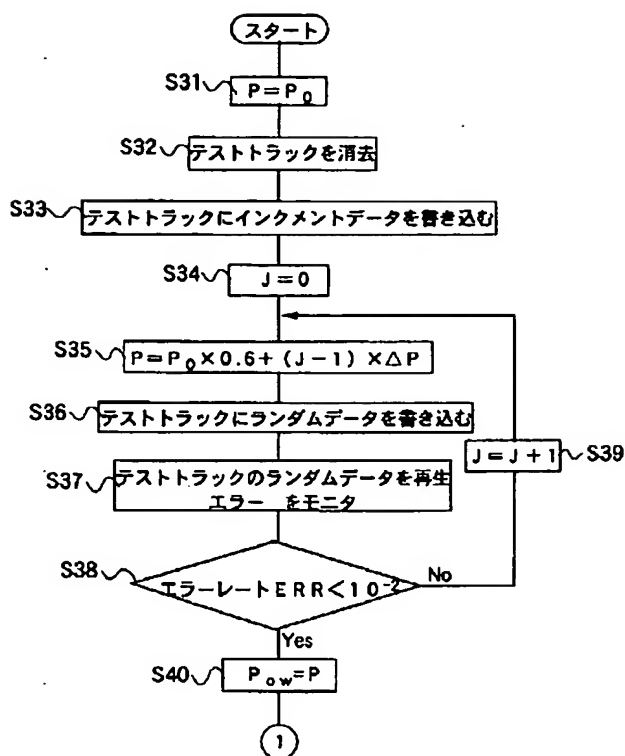 スタート
S31
P=P₀
S32
テストトラックを消去
S33
テストトラックにインクメントデータを書き込む
S34
J=0
S35
P=P₀×0.6+(J-1)×ΔP
S36
テストトラックにランダムデータを書き込む
S37
テストトラックのランダムデータを再生
エラー をモニタ
S38
エラーレートERR<10⁻²
No
J=J+1
S39
Yes
S40
Pow=P
1